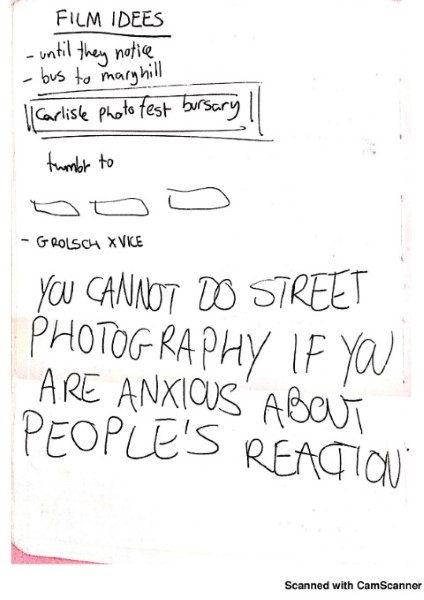 FILM IDEES
- until they notice
- bus to maryhill
Carlisle photo fest bursary
tumblr to
- GROLSCH X VICE
YOU CANNOT DO STREET
PHOTOGRAPHY IF YOU
ARE ANXIOUS ABOUT
PEOPLE'S REACTION
Scanned with CamScanner